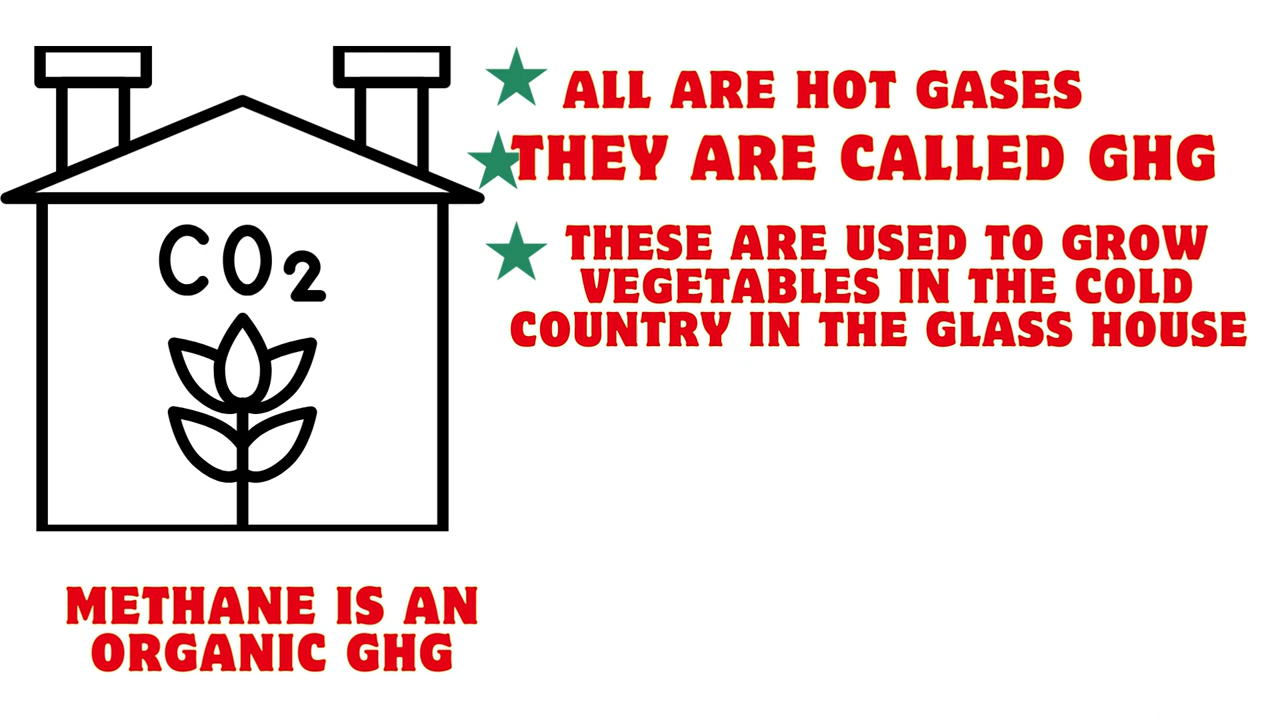 ALL ARE HOT GASES
THEY ARE CALLED GHG
THESE ARE USED TO GROW
VEGETABLES IN THE COLD
COUNTRY IN THE GLASS HOUSE
CO₂
METHANE IS AN
ORGANIC GHG